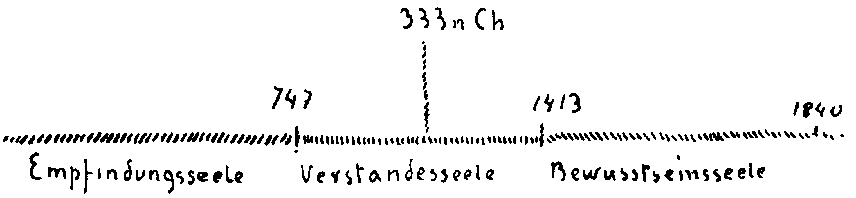 333 n Ch
747 1413 1840
Empfindungsseele Verstandesseele Bewusstseinsseele